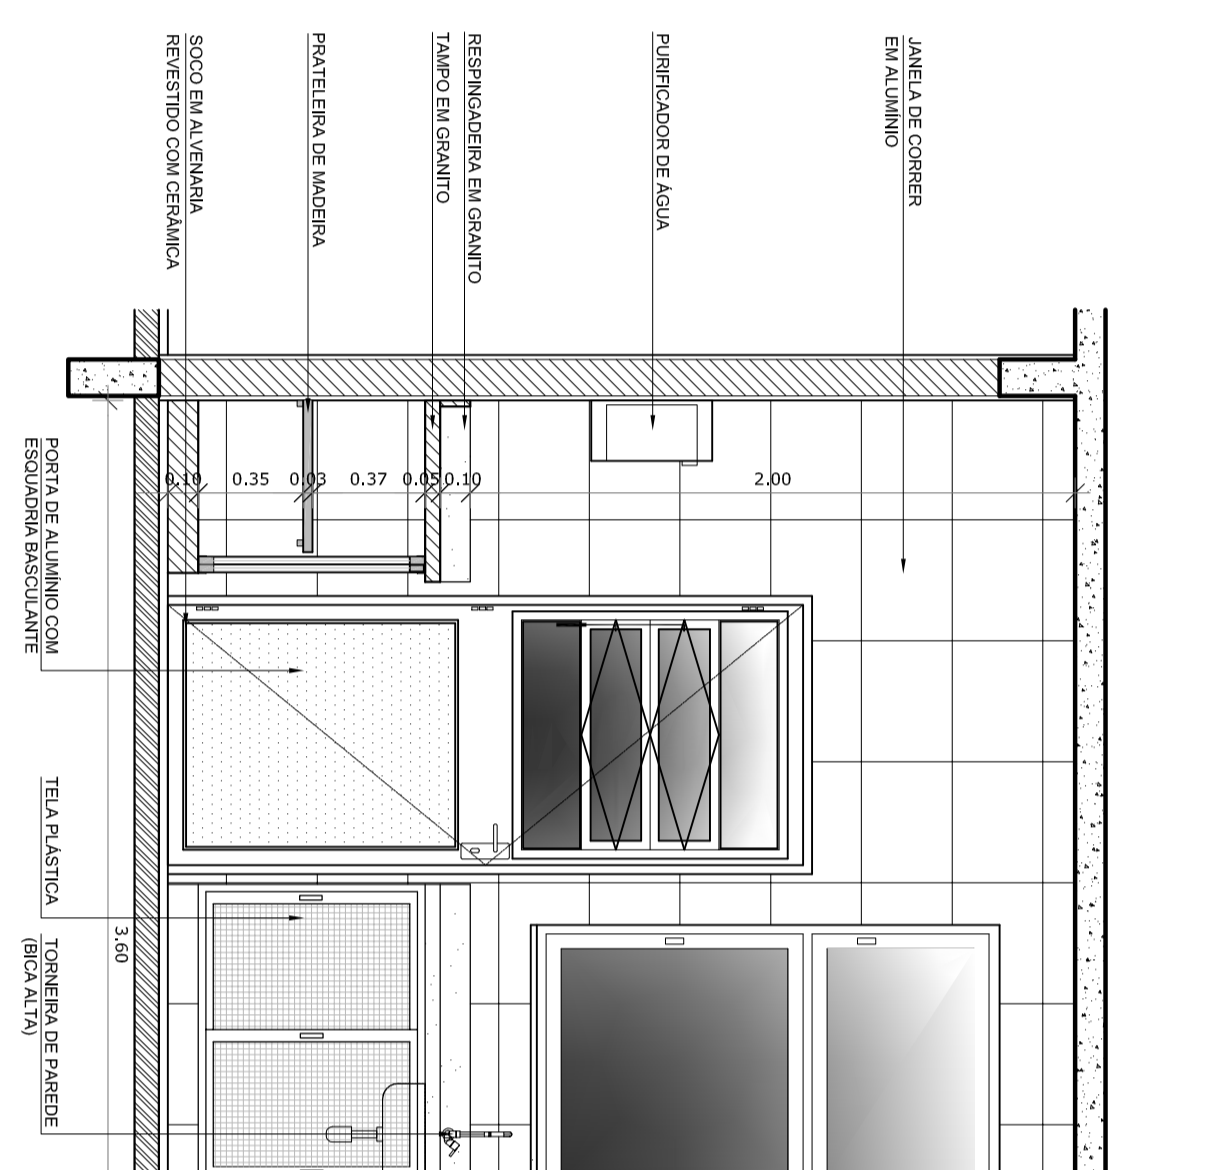 JANELA DE CORRER
EM ALUMÍNIO
PURIFICADOR DE ÁGUA
RESPINGADEIRA EM GRANITO
TAMPO EM GRANITO
PRATELEIRA DE MADEIRA
SOCO EM ALVENARIA
REVESTIDO COM CERÂMICA
0.10
0.35
0.03
0.37
0.05
0.10
2.00
PORTA DE ALUMÍNIO COM
ESQUADRIA BASCULANTE
TELA PLÁSTICA
3.60
TORNEIRA DE PAREDE
(BICA ALTA)